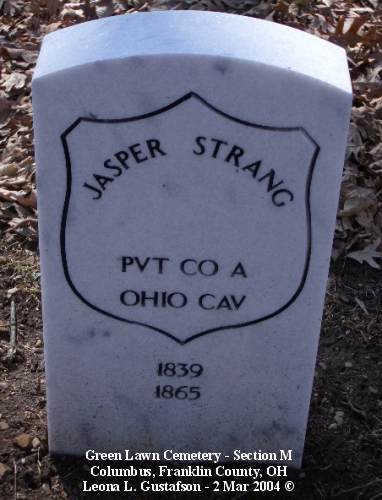 JASPER STRANG
PVT CO A
OHIO CAV
1839
1865
Green Lawn Cemetery - Section M
Columbus, Franklin County, OH
Leona L. Gustafson - 2 Mar 2004 ©